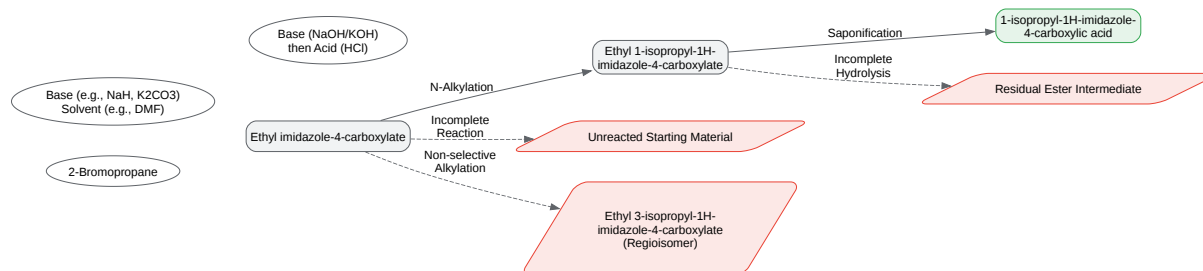 Base (NaOH/KOH)
then Acid (HCl)
Base (e.g., NaH, K2CO3)
Solvent (e.g., DMF)
2-Bromopropane
Ethyl imidazole-4-carboxylate
N-Alkylation
Incomplete
Reaction
Non-selective
Alkylation
Ethyl 1-isopropyl-1H-
imidazole-4-carboxylate
Unreacted Starting Material
Ethyl 3-isopropyl-1H-
imidazole-4-carboxylate
(Regioisomer)
Saponification
Incomplete
Hydrolysis
1-isopropyl-1H-imidazole-
4-carboxylic acid
Residual Ester Intermediate